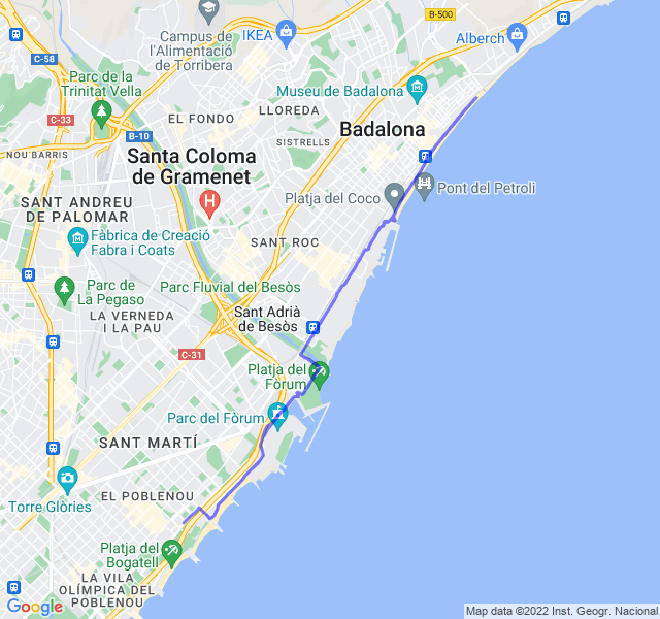 B-500
Alberch
IKEA
Campus de
l'Alimentació
de Torribera
C-58
Parc de la
Trinitat Vella
Museu de Badalona
LLOREDA
C-33
EL FONDO
B-10
Badalona
SISTRELLS
NOU BARRIS
Santa Coloma
de Gramenet
Pont del Petroli
Platja del Coco
H
SANT ANDREU
DE PALOMAR
Fàbrica de Creació
Fabra i Coats
SANT ROC
Parc de
La Pegaso
Parc Fluvial del Besòs
LA VERNEDA
I LA PAU
Sant Adrià
de Besòs
C-31
Platja del
Fòrum
Parc del Fòrum
SANT MARTÍ
EL POBLENOU
Torre Glòries
Platja del
Bogatell
LA VILA
OLÍMPICA DEL
POBLENOU
Google
Map data ©2022 Inst. Geogr. Nacional